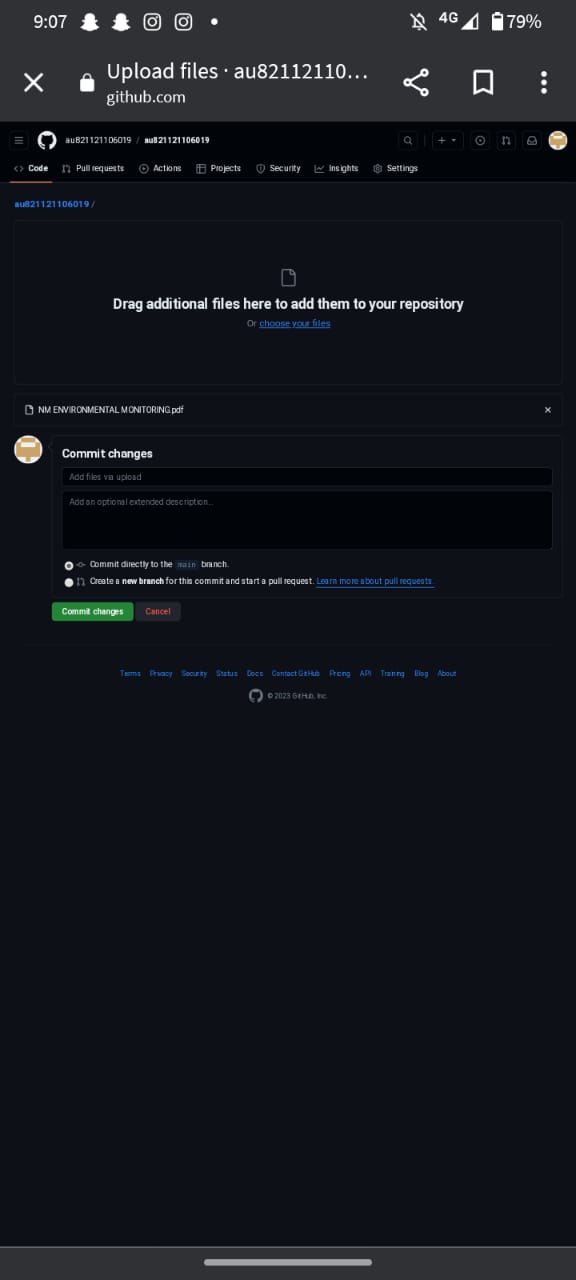 9:07
4G
79%
Upload files · au82112110...
github.com
au821121106019 / au821121106019
Code Pull requests Actions Projects Security Insights Settings
au821121106019 /
Drag additional files here to add them to your repository
Or choose your files
NM ENVIRONMENTAL MONITORING.pdf
Commit changes
Add files via upload
Add an optional extended description...
Commit directly to the main branch.
Create a new branch for this commit and start a pull request. Learn more about pull requests.
Commit changes Cancel
Terms Privacy Security Status Docs Contact GitHub Pricing API Training Blog About
© 2023 GitHub, Inc.